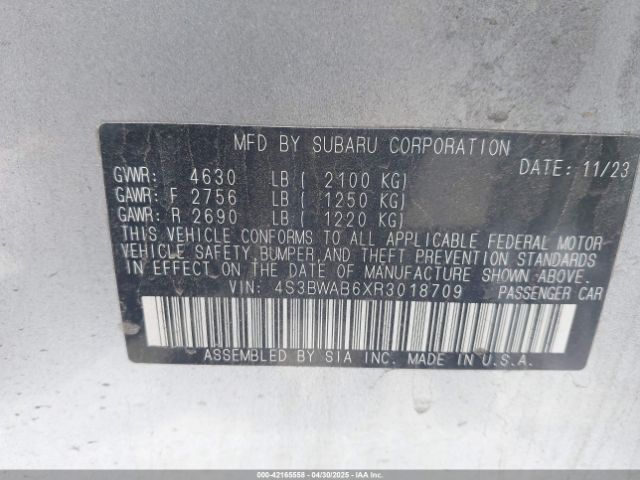 MFD BY SUBARU CORPORATION
DATE: 11/23
GVWR: 4630 LB ( 2100 KG)
GAWR: F 2756 LB ( 1250 KG)
GAWR: R 2690 LB ( 1220 KG)
THIS VEHICLE CONFORMS TO ALL APPLICABLE FEDERAL MOTOR
VEHICLE SAFETY, BUMPER, AND THEFT PREVENTION STANDARDS
IN EFFECT ON THE DATE OF MANUFACTURE SHOWN ABOVE.
VIN: 4S3BWAB6XR3018709 PASSENGER CAR
ASSEMBLED BY SIA INC. MADE IN U.S.A.
000-42165558 - 04/30/2025 - IAAI.COM